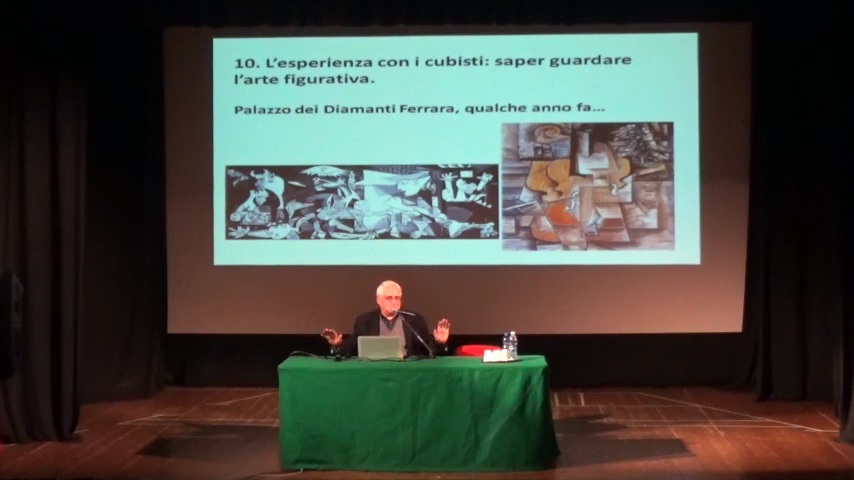 10. L'esperienza con i cubisti: saper guardare
l'arte figurativa.
Palazzo dei Diamanti Ferrara, qualche anno fa...